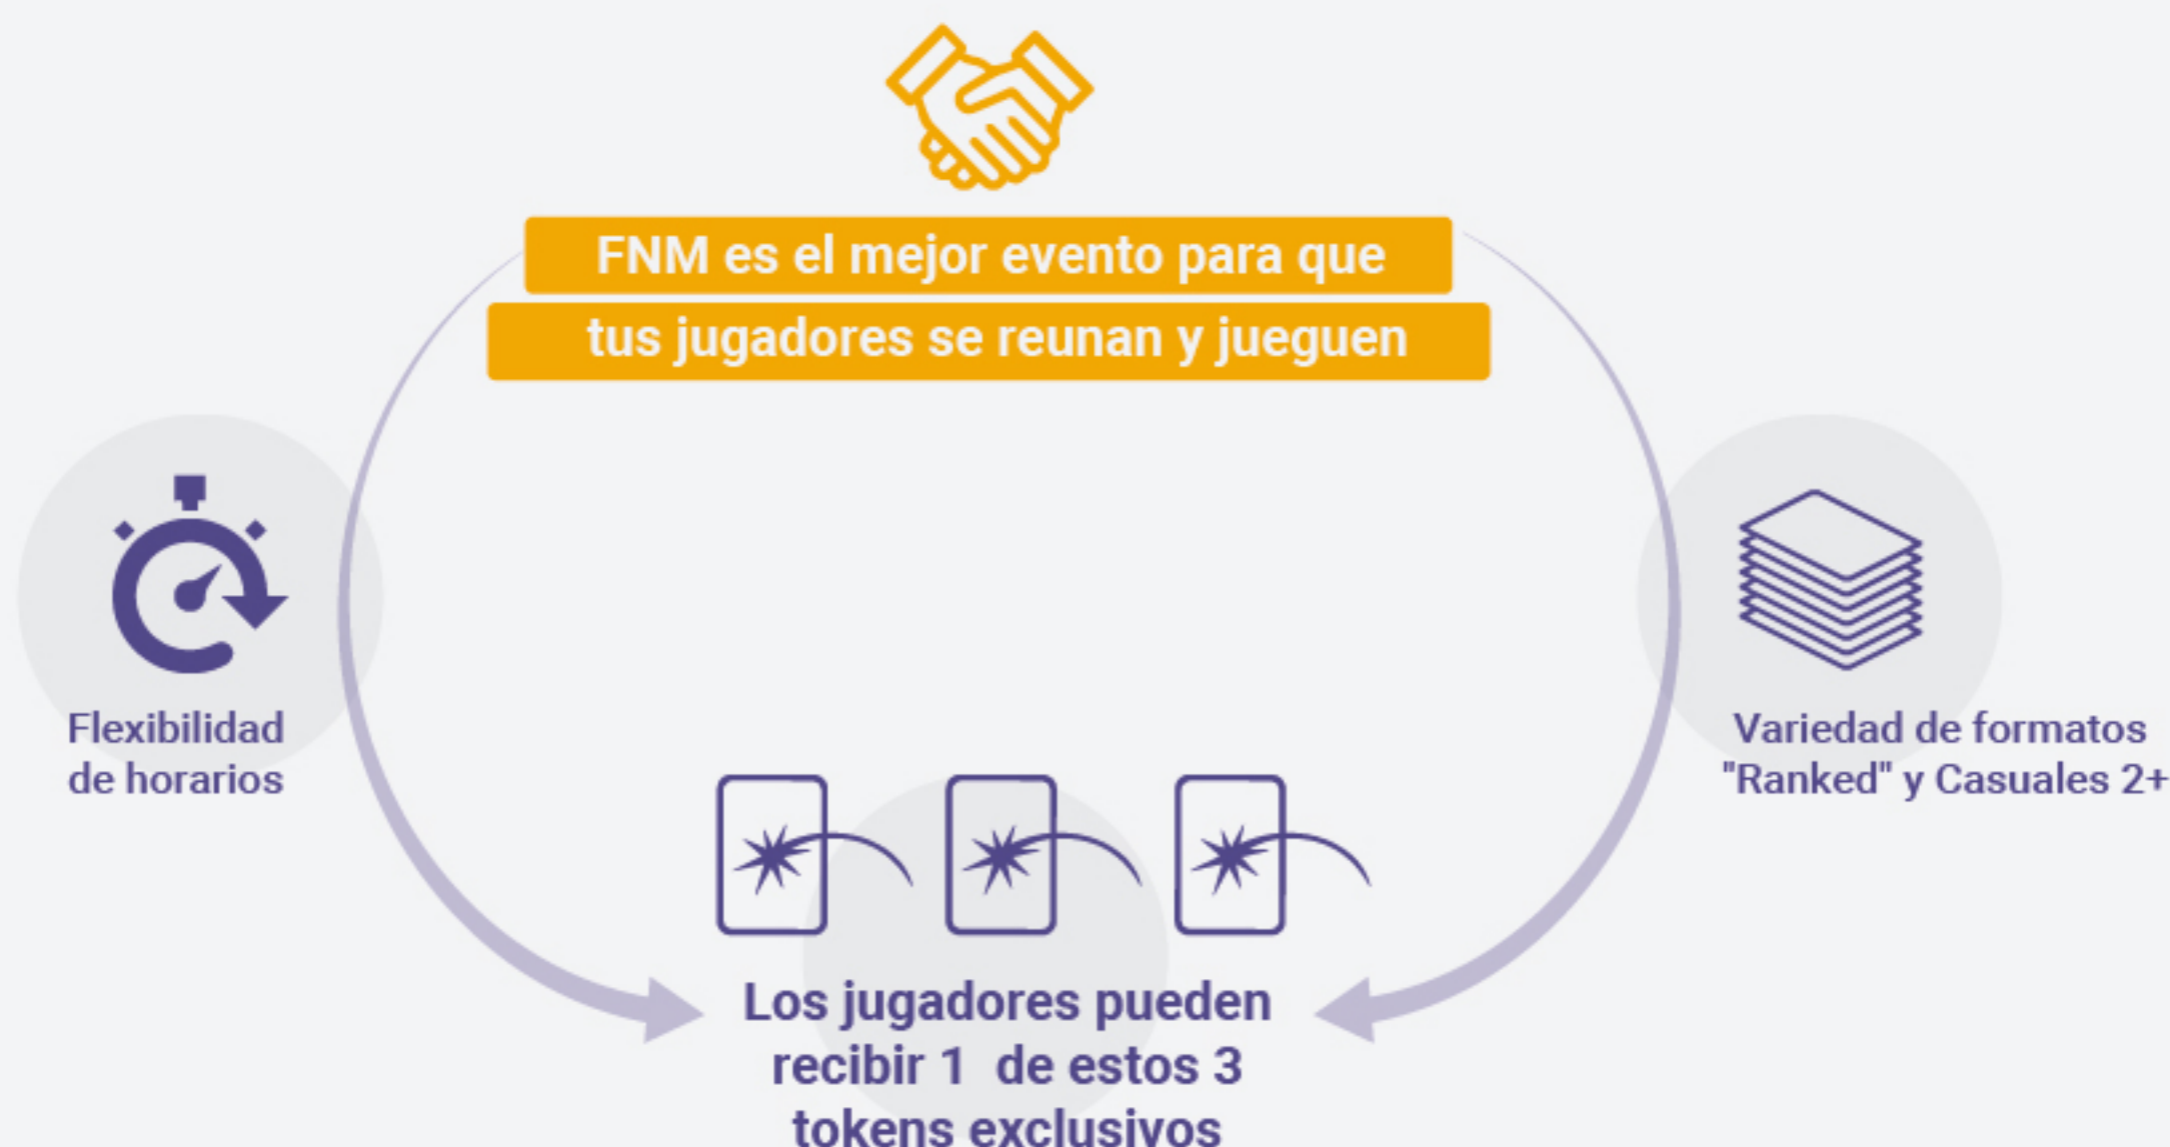 FNM es el mejor evento para que
tus jugadores se reunan y jueguen
Flexibilidad
de horarios
Variedad de formatos
"Ranked" y Casuales 2+
Los jugadores pueden
recibir 1 de estos 3
tokens exclusivos